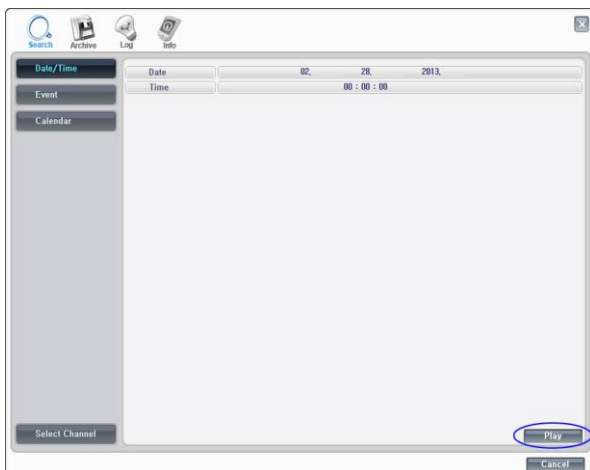 Search Archive Log Info
Date/Time
Date 02, 28, 2013,
Time 00 : 00 : 00
Event
Calendar
Select Channel
Play
Cancel